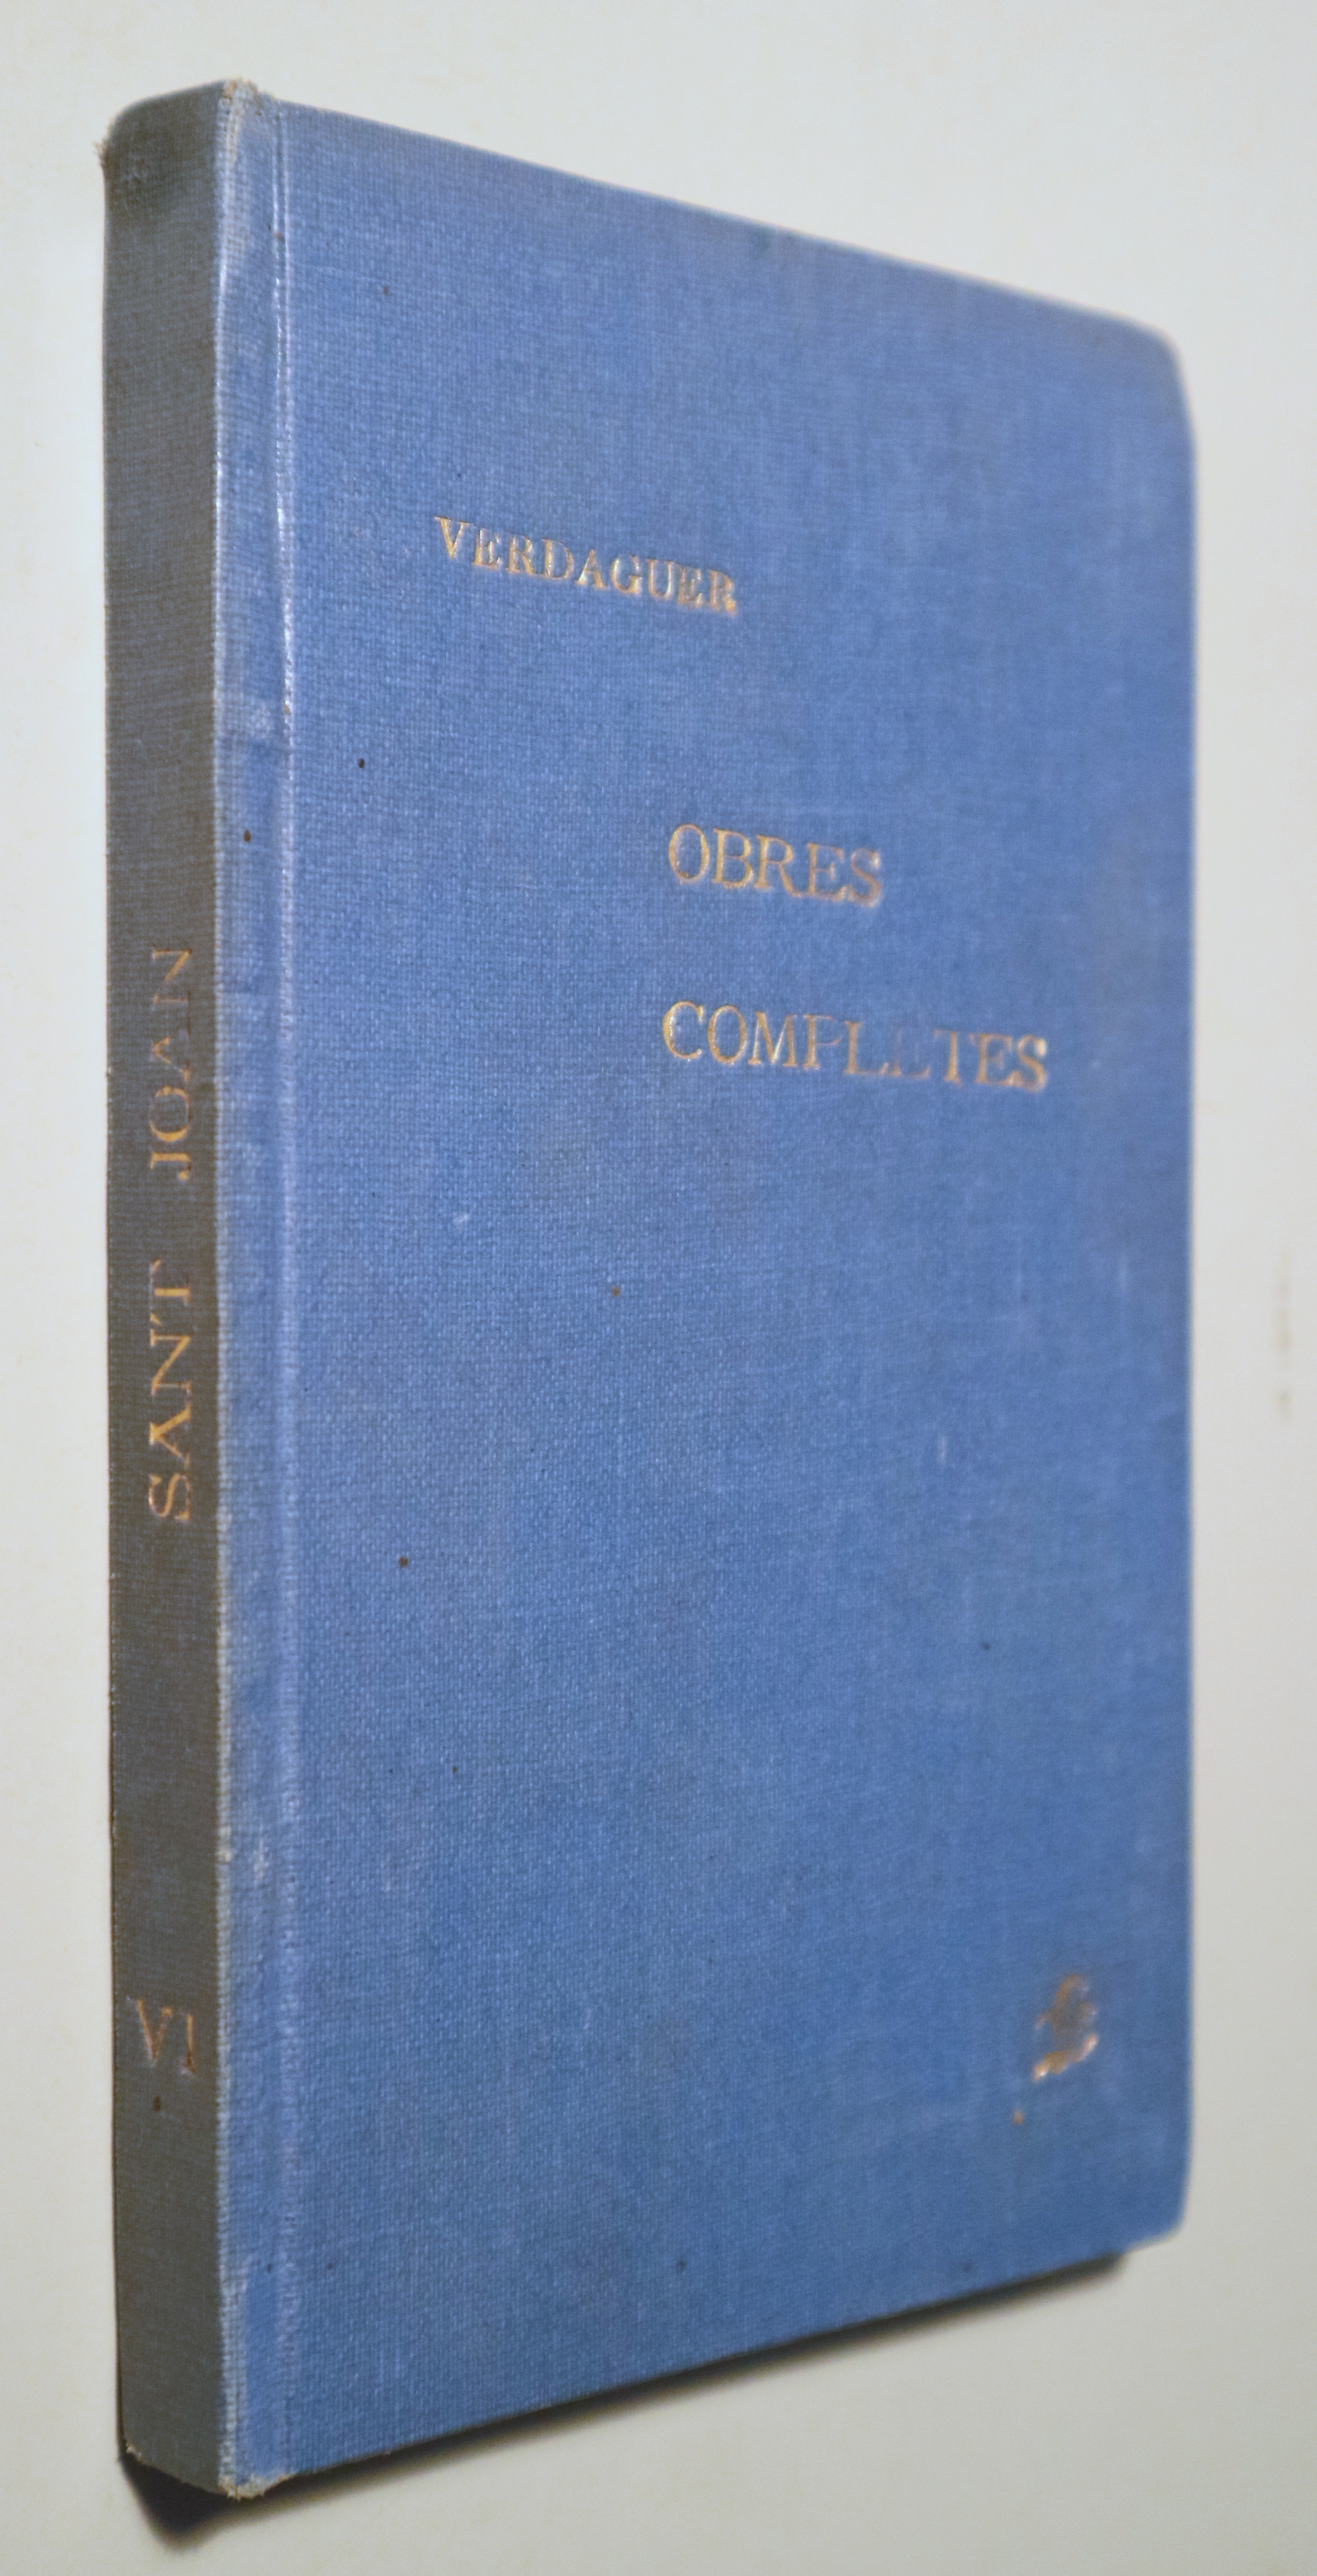 VERDAGUER
OBRES
COMPLETES
SANT JOAN
VI